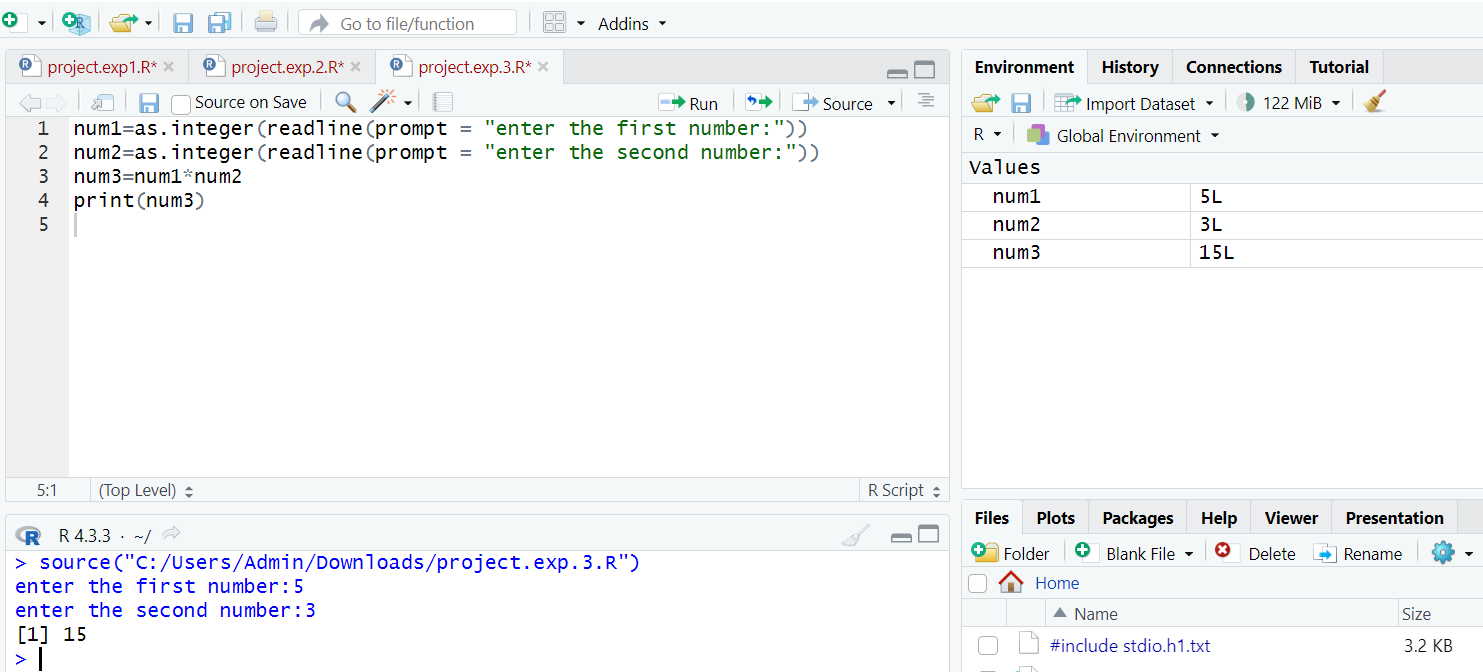 Go to file/function
Addins
project.exp1.R*
project.exp.2.R*
project.exp.3.R*
Source on Save
Run
Source
1 num1=as.integer(readline(prompt = "enter the first number:"))
2 num2=as.integer(readline(prompt = "enter the second number:"))
3 num3=num1*num2
4 print(num3)
5
5:1 (Top Level) R Script
R 4.3.3 · ~/
> source("C:/Users/Admin/Downloads/project.exp.3.R")
enter the first number:5
enter the second number:3
[1] 15
>
Environment History Connections Tutorial
Import Dataset 122 MiB
R Global Environment
Values
num1 5L
num2 3L
num3 15L
Files Plots Packages Help Viewer Presentation
Folder Blank File Delete Rename
Home
Name Size
#include stdio.h1.txt 3.2 KB